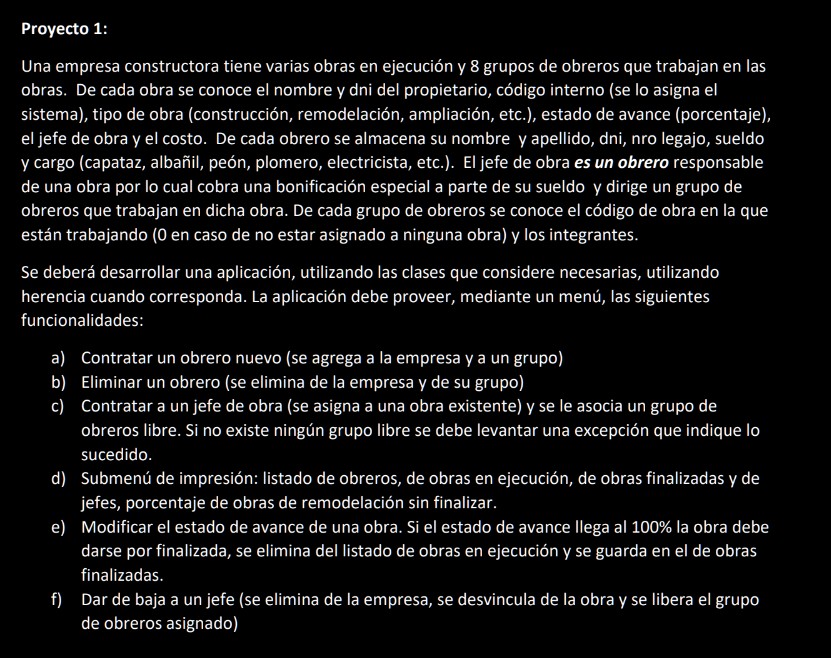 Proyecto 1:
Una empresa constructora tiene varias obras en ejecución y 8 grupos de obreros que trabajan en las
obras.  De cada obra se conoce el nombre y dni del propietario, código interno (se lo asigna el
sistema), tipo de obra (construcción, remodelación, ampliación, etc.), estado de avance (porcentaje),
el jefe de obra y el costo.  De cada obrero se almacena su nombre  y apellido, dni, nro legajo, sueldo
y cargo (capataz, albañil, peón, plomero, electricista, etc.).  El jefe de obra es un obrero responsable
de una obra por lo cual cobra una bonificación especial a parte de su sueldo  y dirige un grupo de
obreros que trabajan en dicha obra. De cada grupo de obreros se conoce el código de obra en la que
están trabajando (0 en caso de no estar asignado a ninguna obra) y los integrantes.
Se deberá desarrollar una aplicación, utilizando las clases que considere necesarias, utilizando
herencia cuando corresponda. La aplicación debe proveer, mediante un menú, las siguientes
funcionalidades:
a) Contratar un obrero nuevo (se agrega a la empresa y a un grupo)
b) Eliminar un obrero (se elimina de la empresa y de su grupo)
c) Contratar a un jefe de obra (se asigna a una obra existente) y se le asocia un grupo de
obreros libre. Si no existe ningún grupo libre se debe levantar una excepción que indique lo
sucedido.
d) Submenú de impresión: listado de obreros, de obras en ejecución, de obras finalizadas y de
jefes, porcentaje de obras de remodelación sin finalizar.
e) Modificar el estado de avance de una obra. Si el estado de avance llega al 100% la obra debe
darse por finalizada, se elimina del listado de obras en ejecución y se guarda en el de obras
finalizadas.
f) Dar de baja a un jefe (se elimina de la empresa, se desvincula de la obra y se libera el grupo
de obreros asignado)